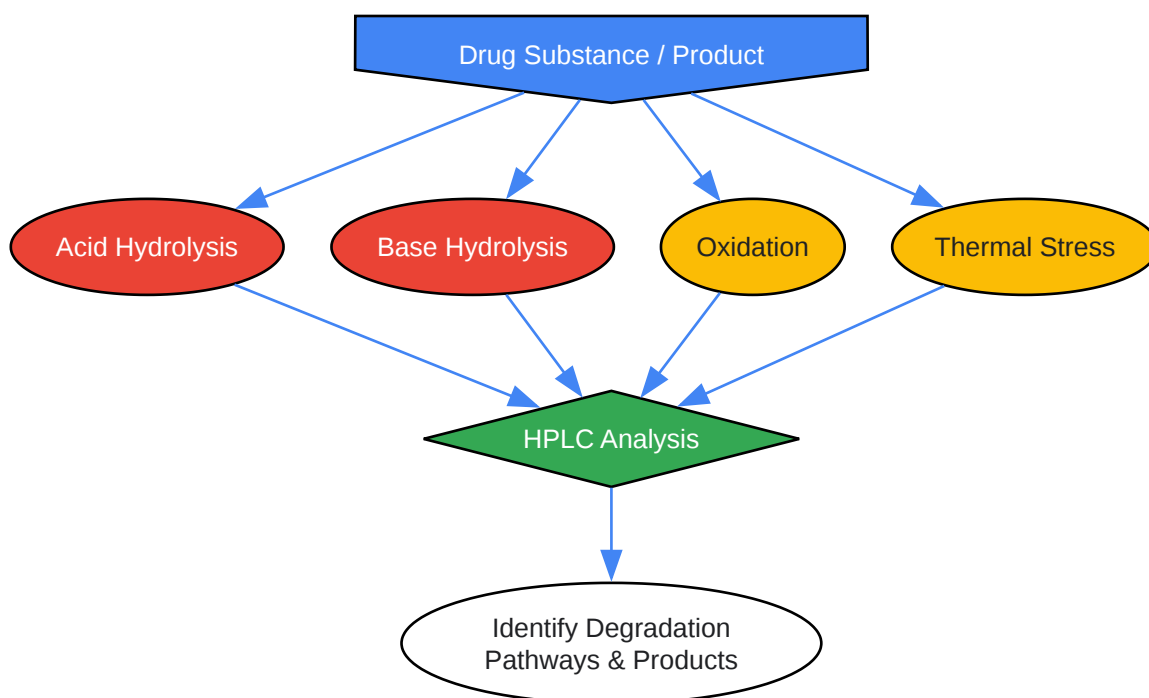 Drug Substance / Product
Acid Hydrolysis
Base Hydrolysis
Oxidation
Thermal Stress
HPLC Analysis
Identify Degradation
Pathways & Products